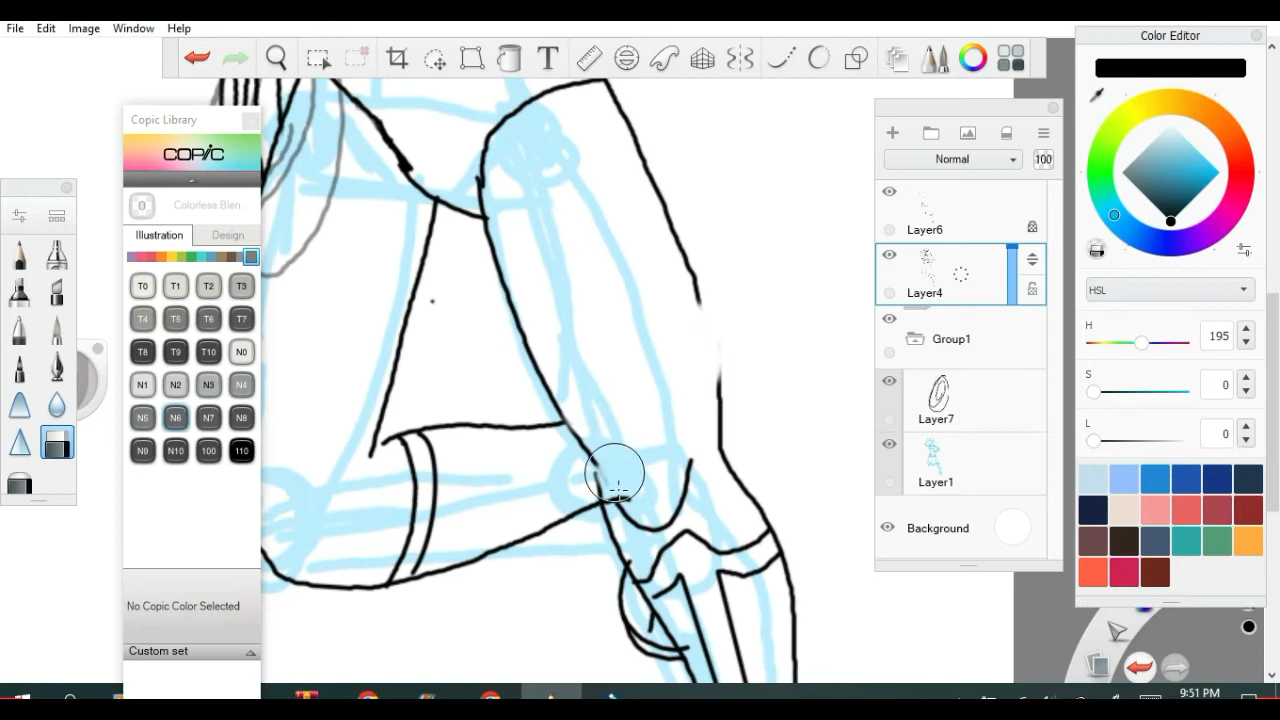 File Edit Image Window Help
Color Editor
Copic Library
COPIC
0 Colorless Blen
Illustration Design
T0 T1 T2 T3
T4 T5 T6 T7
T8 T9 T10 N0
N1 N2 N3 N4
N5 N6 N7 N8
N9 N10 100 110
No Copic Color Selected
Custom set
Normal 100
Layer6
Layer4
Group1
Layer7
Layer1
Background
HSL
H 195
S 0
L 0
9:51 PM